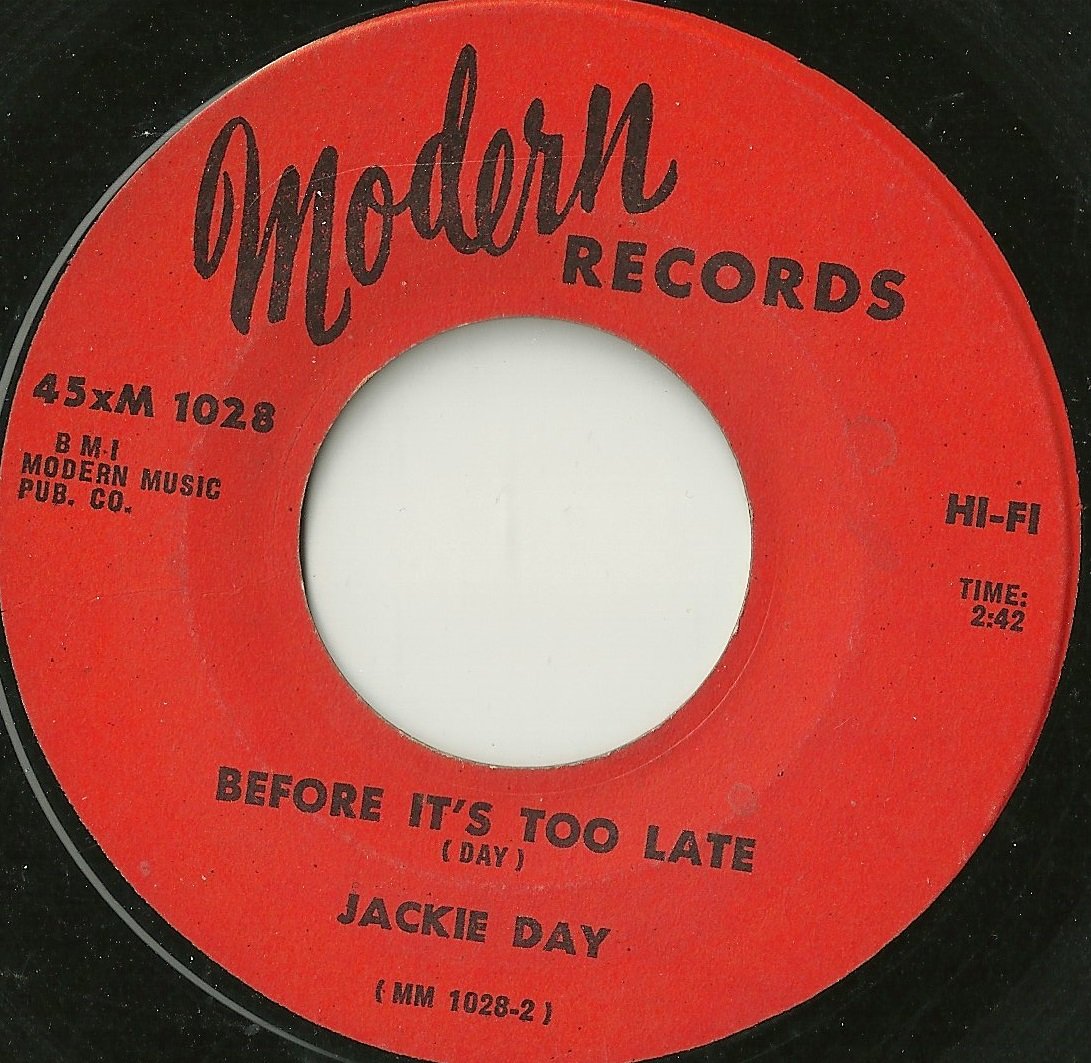 Modern
RECORDS
45xM 1028
B M·I
MODERN MUSIC
PUB. CO.
HI-FI
TIME:
2:42
BEFORE IT'S TOO LATE
( DAY )
JACKIE DAY
( MM 1028-2 )